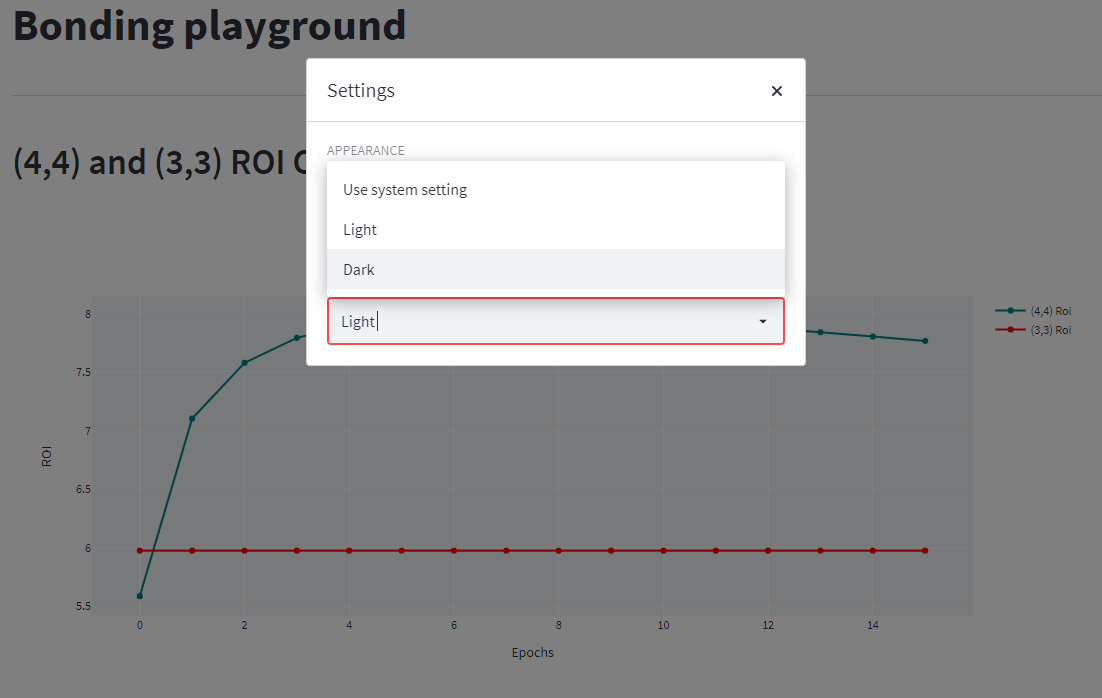 Bonding playground
Settings
APPEARANCE
(4,4) and (3,3) ROI
Use system setting
Light
Dark
Light
(4,4) Roi
(3,3) Roi
8
7.5
7
6.5
6
5.5
ROI
0
2
4
6
8
10
12
14
Epochs